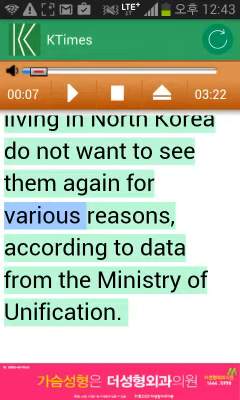 LTE 오후 12:43
KTimes
00:07 03:22
living in North Korea
do not want to see
them again for
various reasons,
according to data
from the Ministry of
Unification.
가슴성형은 더성형외과의원